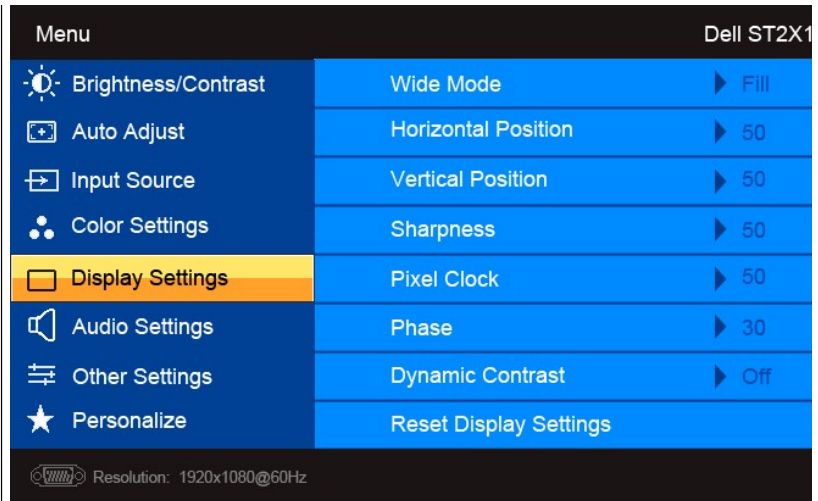 Menu Dell ST2X1
Brightness/Contrast Wide Mode Fill
Auto Adjust Horizontal Position 50
Input Source Vertical Position 50
Color Settings Sharpness 50
Display Settings Pixel Clock 50
Audio Settings Phase 30
Other Settings Dynamic Contrast Off
Personalize Reset Display Settings
Resolution: 1920x1080@60Hz